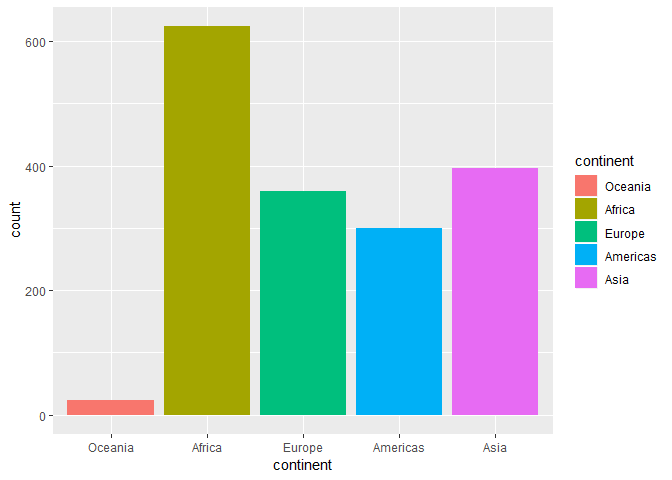 600
400
200
0
count
Oceania Africa Europe Americas Asia
continent
continent
Oceania
Africa
Europe
Americas
Asia